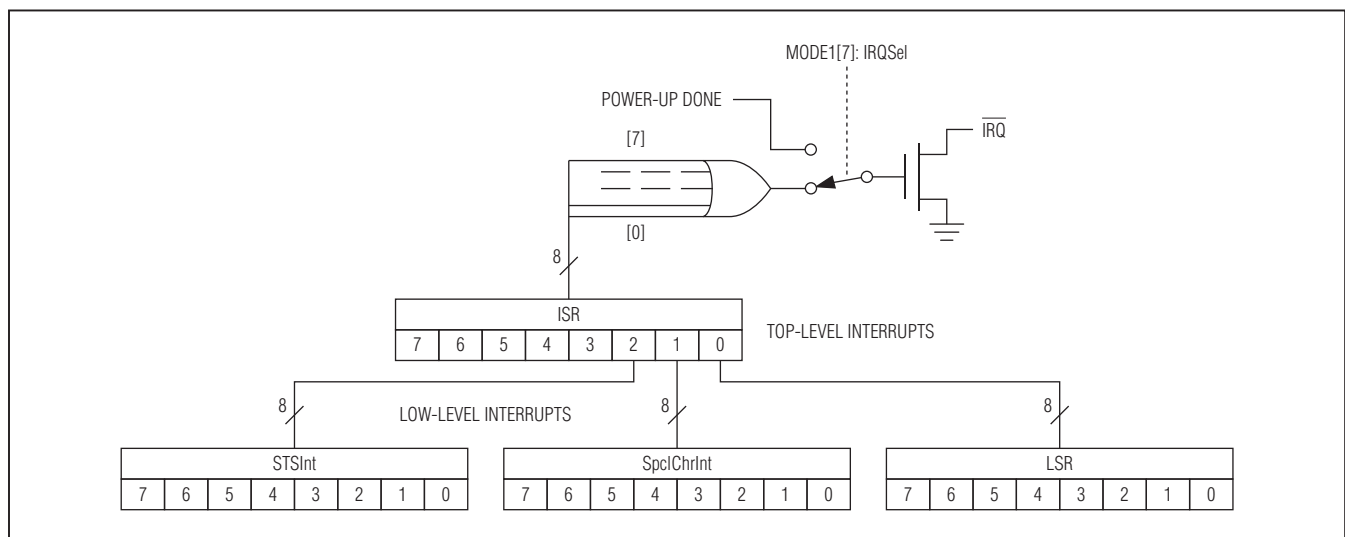 MODE1[7]: IRQSel
POWER-UP DONE
IRQ
[7]
[0]
8
ISR
7 6 5 4 3 2 1 0
TOP-LEVEL INTERRUPTS
8 LOW-LEVEL INTERRUPTS 8 8
STSInt SpclChrInt LSR
7 6 5 4 3 2 1 0 7 6 5 4 3 2 1 0 7 6 5 4 3 2 1 0